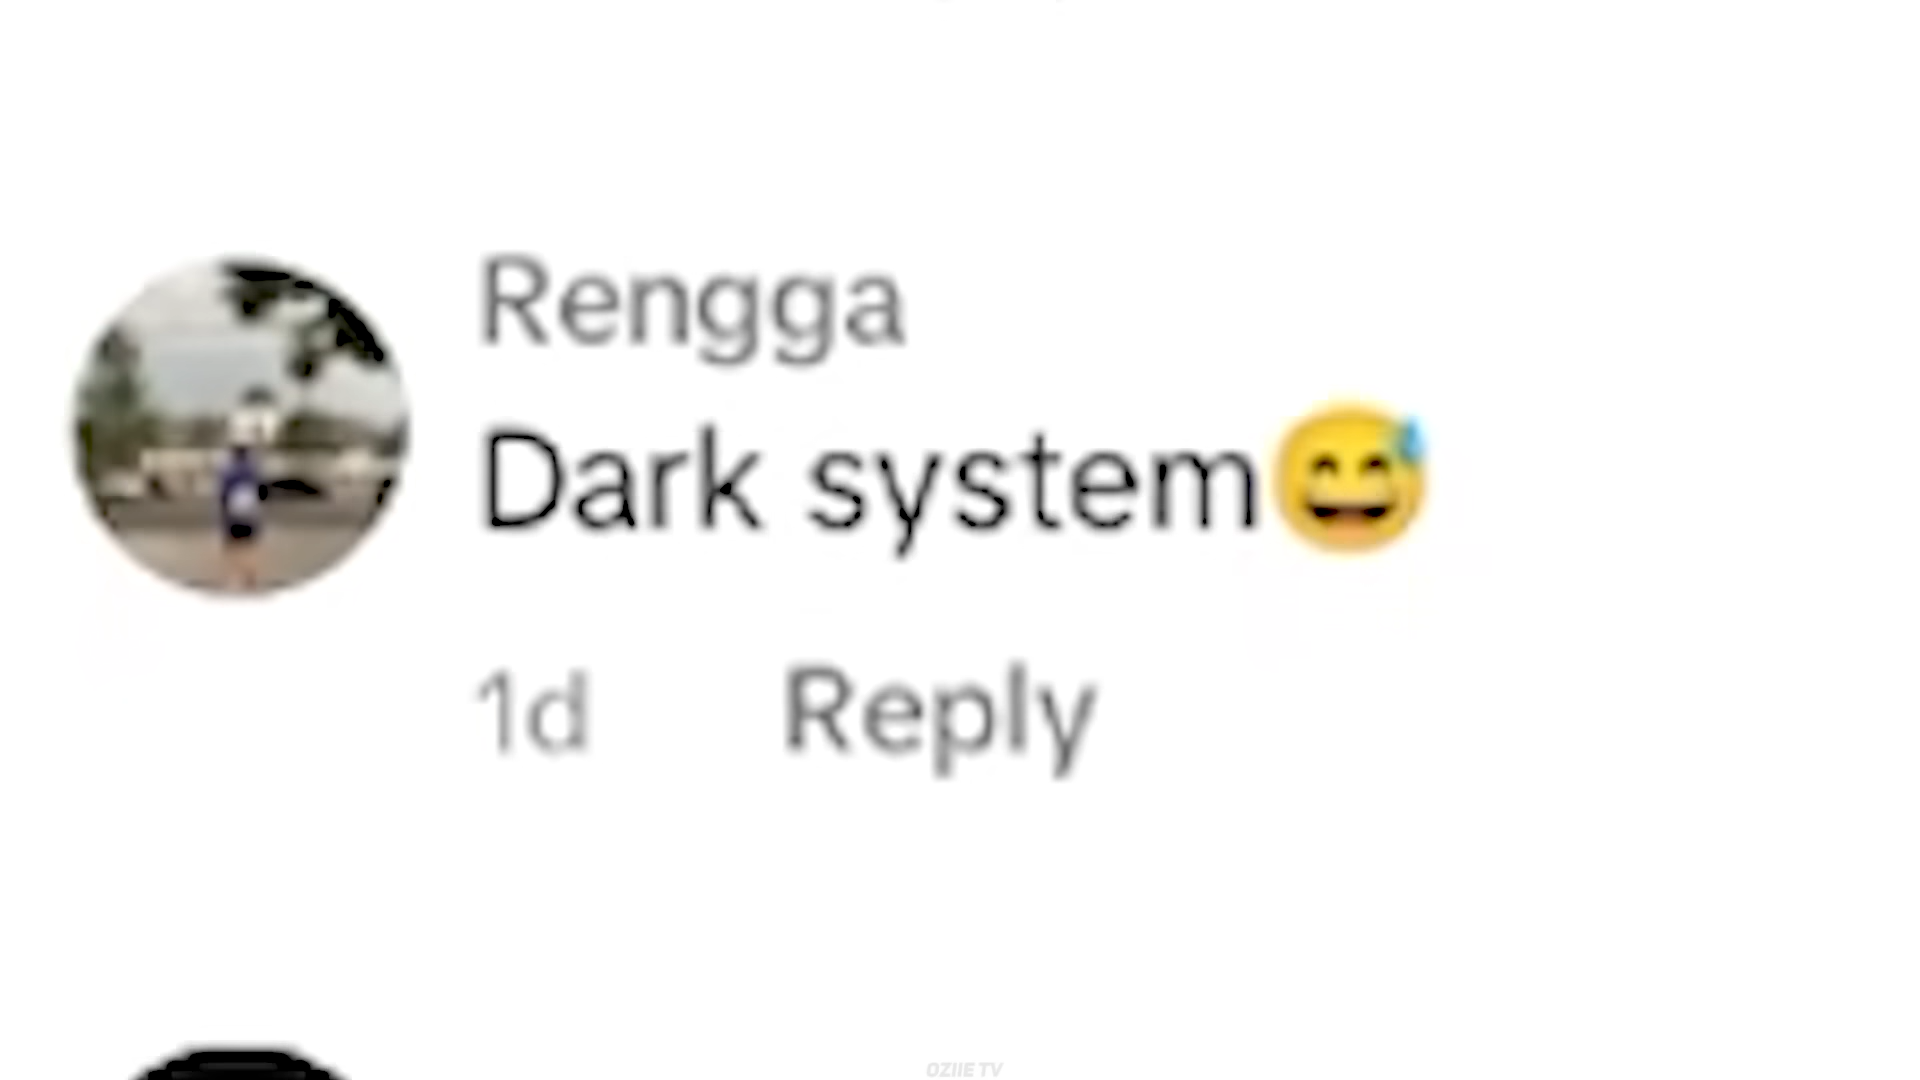 Rengga
Dark system😅
1d Reply
OZIIE TV